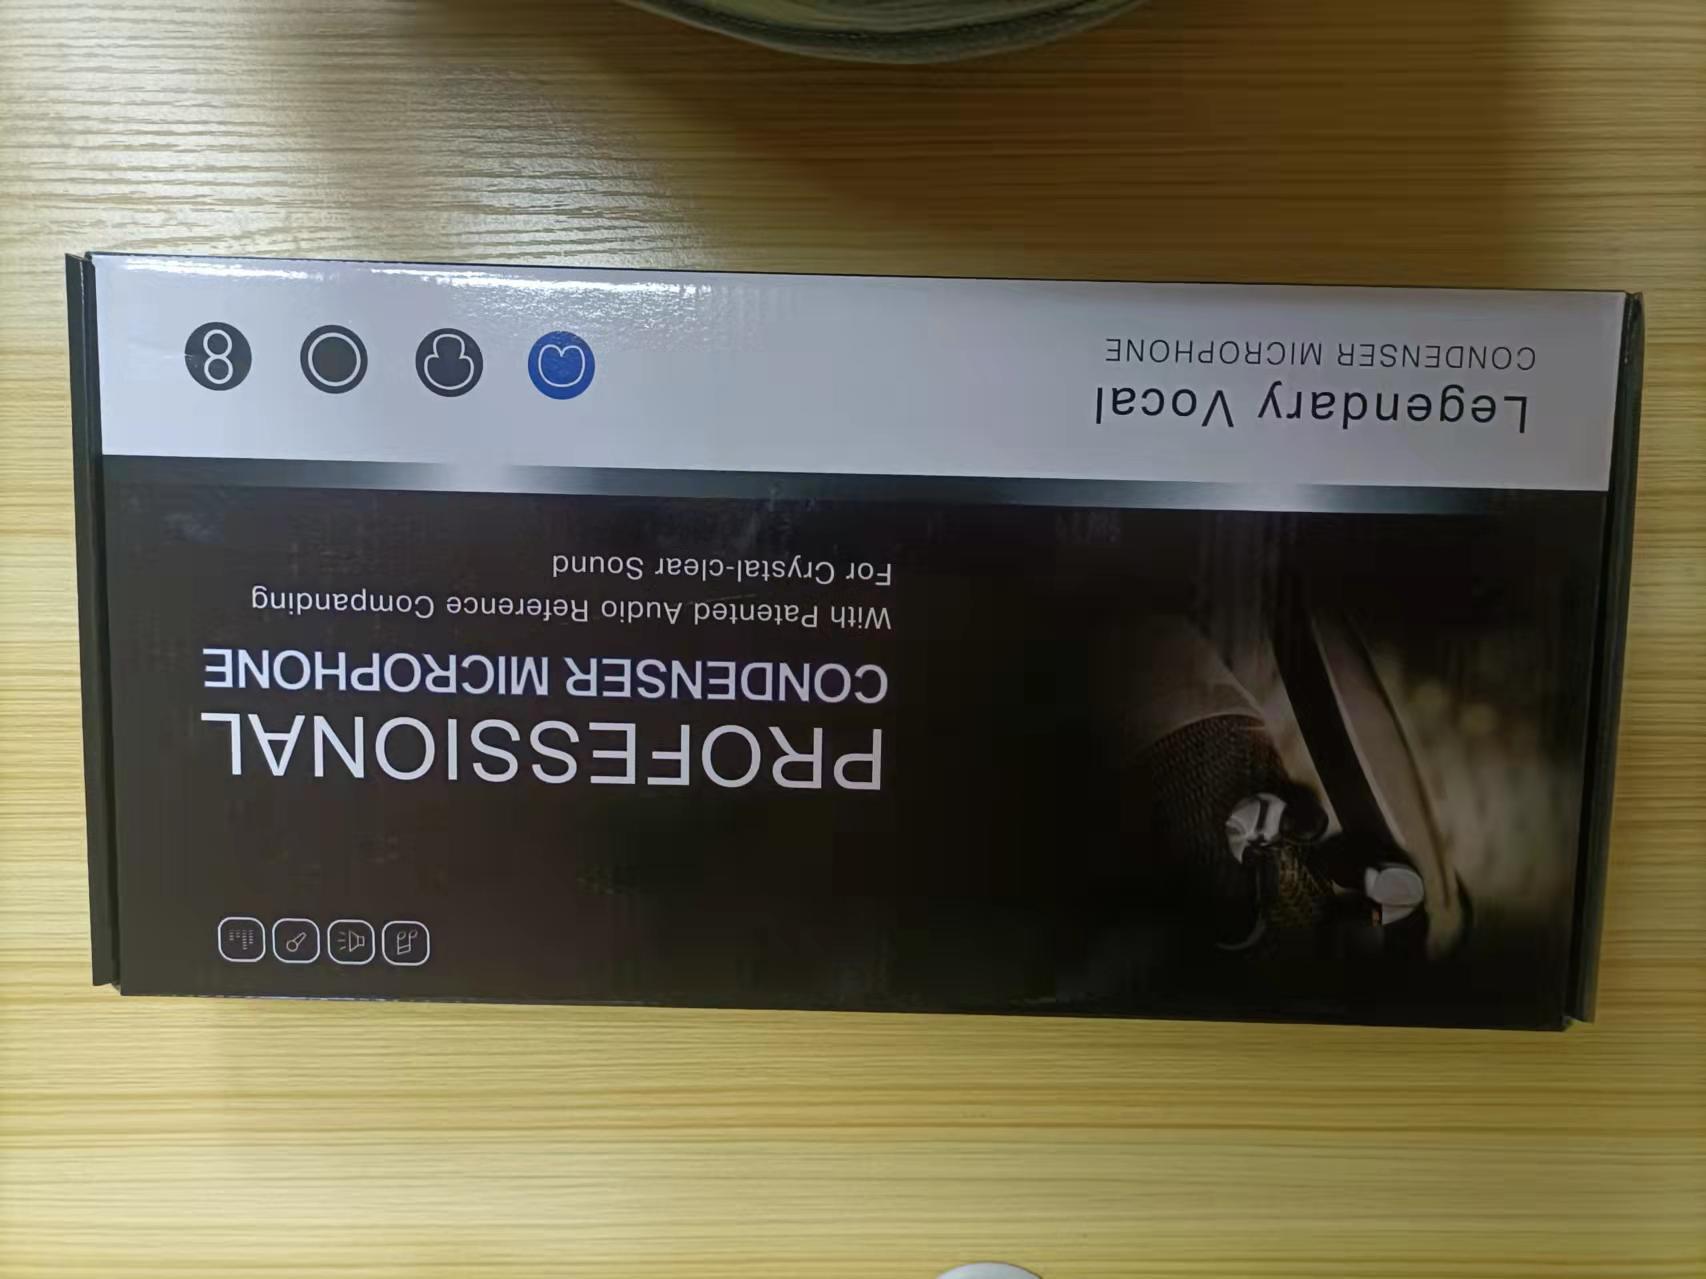 PROFESSIONAL
CONDENSER MICROPHONE
With Patented Audio Reference Companding
For Crystal-clear Sound
Legendary Vocal
CONDENSER MICROPHONE